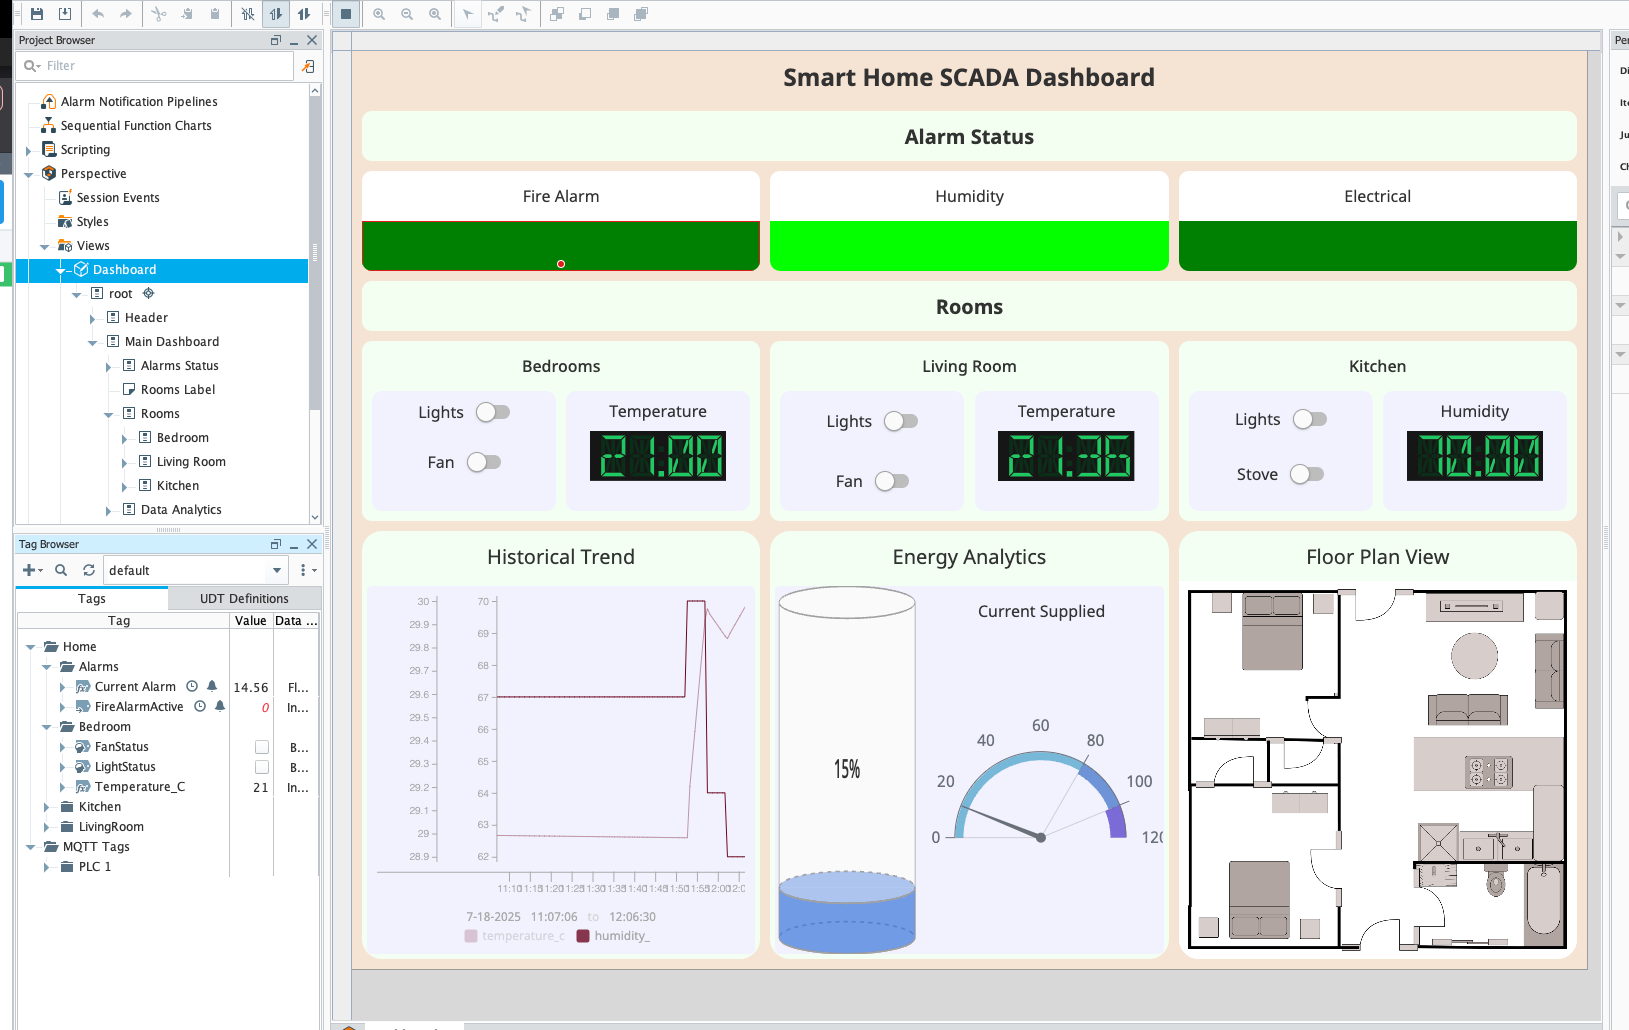 Project Browser
Filter
Alarm Notification Pipelines
Sequential Function Charts
Scripting
Perspective
Session Events
Styles
Views
Dashboard
root
Header
Main Dashboard
Alarms Status
Rooms Label
Rooms
Bedroom
Living Room
Kitchen
Data Analytics
Tag Browser
default
Tags UDT Definitions
Tag Value Data ...
Home
Alarms
Current Alarm 14.56 Fl...
FireAlarmActive 0 In...
Bedroom
FanStatus B...
LightStatus B...
Temperature_C 21 In...
Kitchen
LivingRoom
MQTT Tags
PLC 1
Smart Home SCADA Dashboard
Alarm Status
Fire Alarm Humidity Electrical
Rooms
Bedrooms
Lights
Fan
Temperature
21.00
Living Room
Lights
Fan
Temperature
21.36
Kitchen
Lights
Stove
Humidity
70.00
Historical Trend
30
29.9
29.8
29.7
29.6
29.5
29.4
29.3
29.2
29.1
29
28.9
70
69
68
67
66
65
64
63
62
11:10 11:15 11:20 11:25 11:30 11:35 11:40 11:45 11:50 11:55 12:00 12:0
7-18-2025 11:07:06 to 12:06:30
temperature_c humidity_
Energy Analytics
15%
Current Supplied
0
20
40
60
80
100
120
Floor Plan View
Per
Di
Ite
Ju
Ch